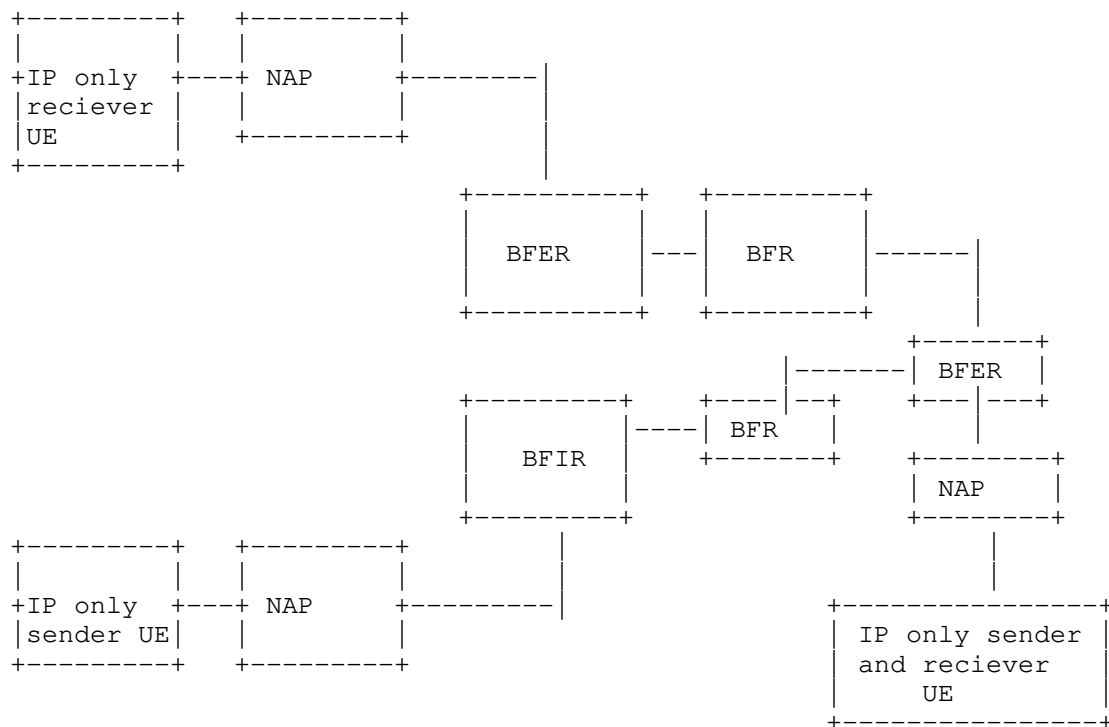 IP only
reciever
UE
NAP
BFER
BFR
BFER
BFIR
BFR
NAP
IP only
sender UE
NAP
IP only sender
and reciever
UE